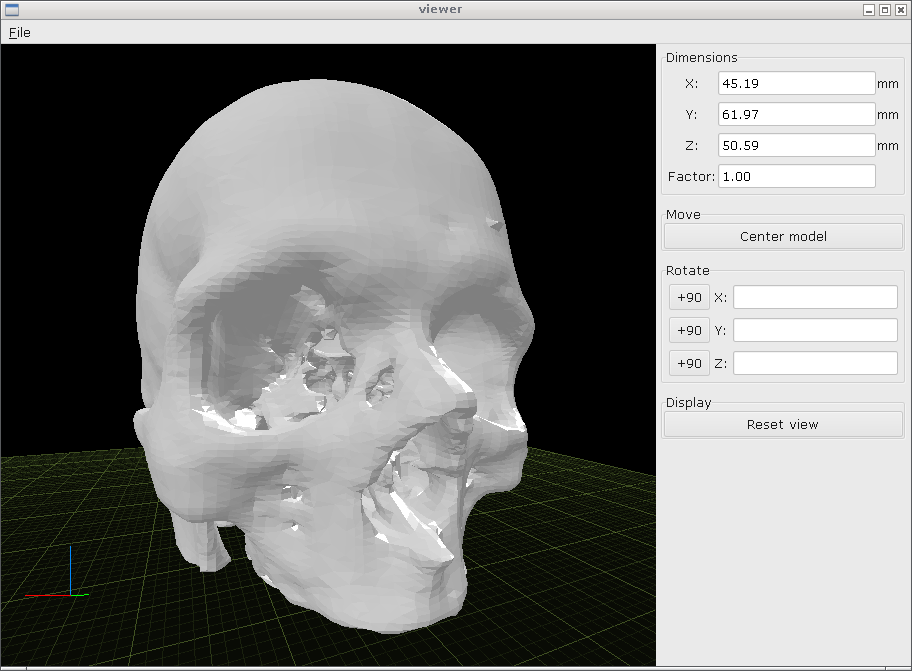 viewer
File
Dimensions
X: 45.19 mm
Y: 61.97 mm
Z: 50.59 mm
Factor: 1.00
Move
Center model
Rotate
+90 X:
+90 Y:
+90 Z:
Display
Reset view